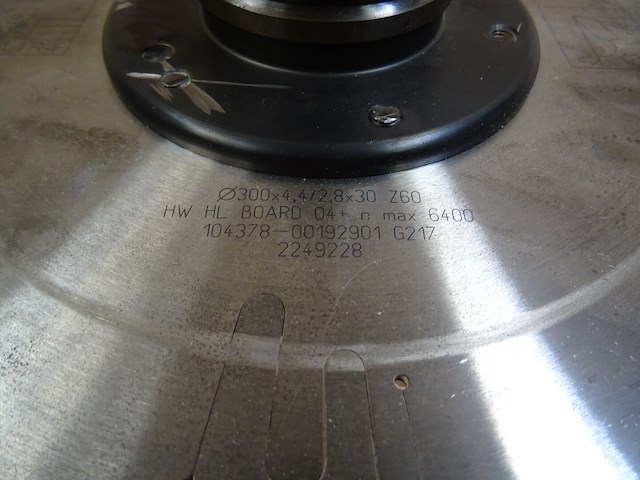 Ø300x4,4/2,8x30 Z60
HW HL BOARD 04+ n max 6400
104378-00192901 G217
2249228